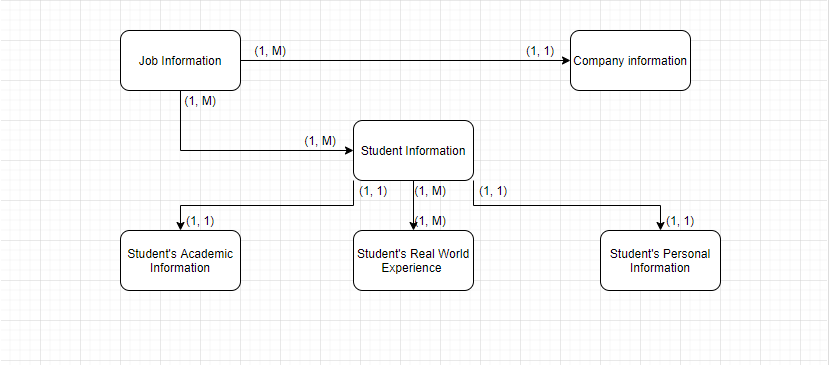 (1, M)
(1, 1)
Job Information
Company information
(1, M)
(1, M)
Student Information
(1, 1)
(1, M)
(1, 1)
(1, 1)
(1, M)
(1, 1)
Student's Academic
Information
Student's Real World
Experience
Student's Personal
Information